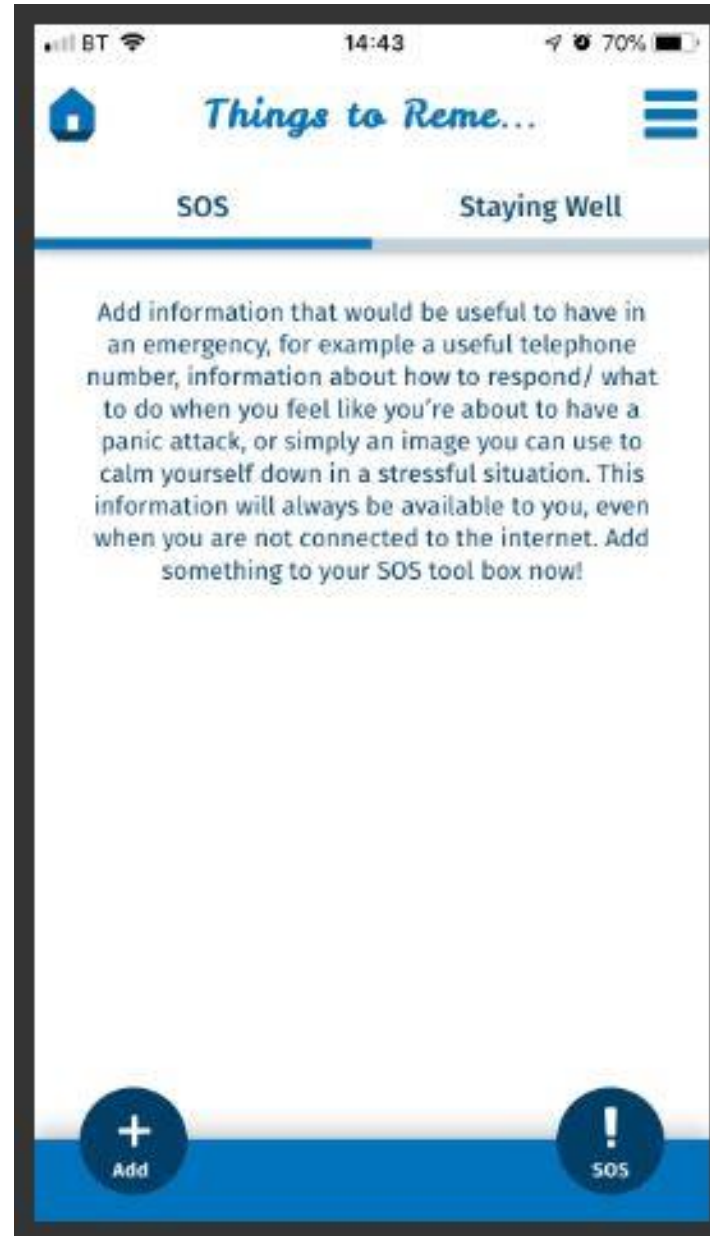 BT 14:43 70%
Things to Reme...
SOS Staying Well
Add information that would be useful to have in
an emergency, for example a useful telephone
number, information about how to respond/ what
to do when you feel like you're about to have a
panic attack, or simply an image you can use to
calm yourself down in a stressful situation. This
information will always be available to you, even
when you are not connected to the internet. Add
something to your SOS tool box now!
+ !
Add SOS